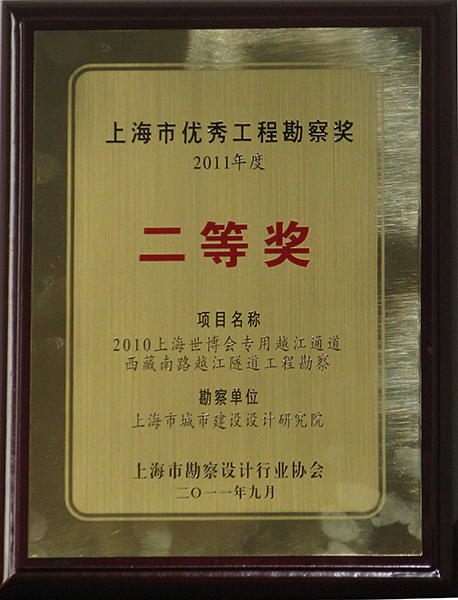 上海市优秀工程勘察奖
2011年度
二等奖
项目名称
2010上海世博会专用越江通道
西藏南路越江隧道工程勘察
勘察单位
上海市城市建设设计研究院
上海市勘察设计行业协会
二〇一一年九月